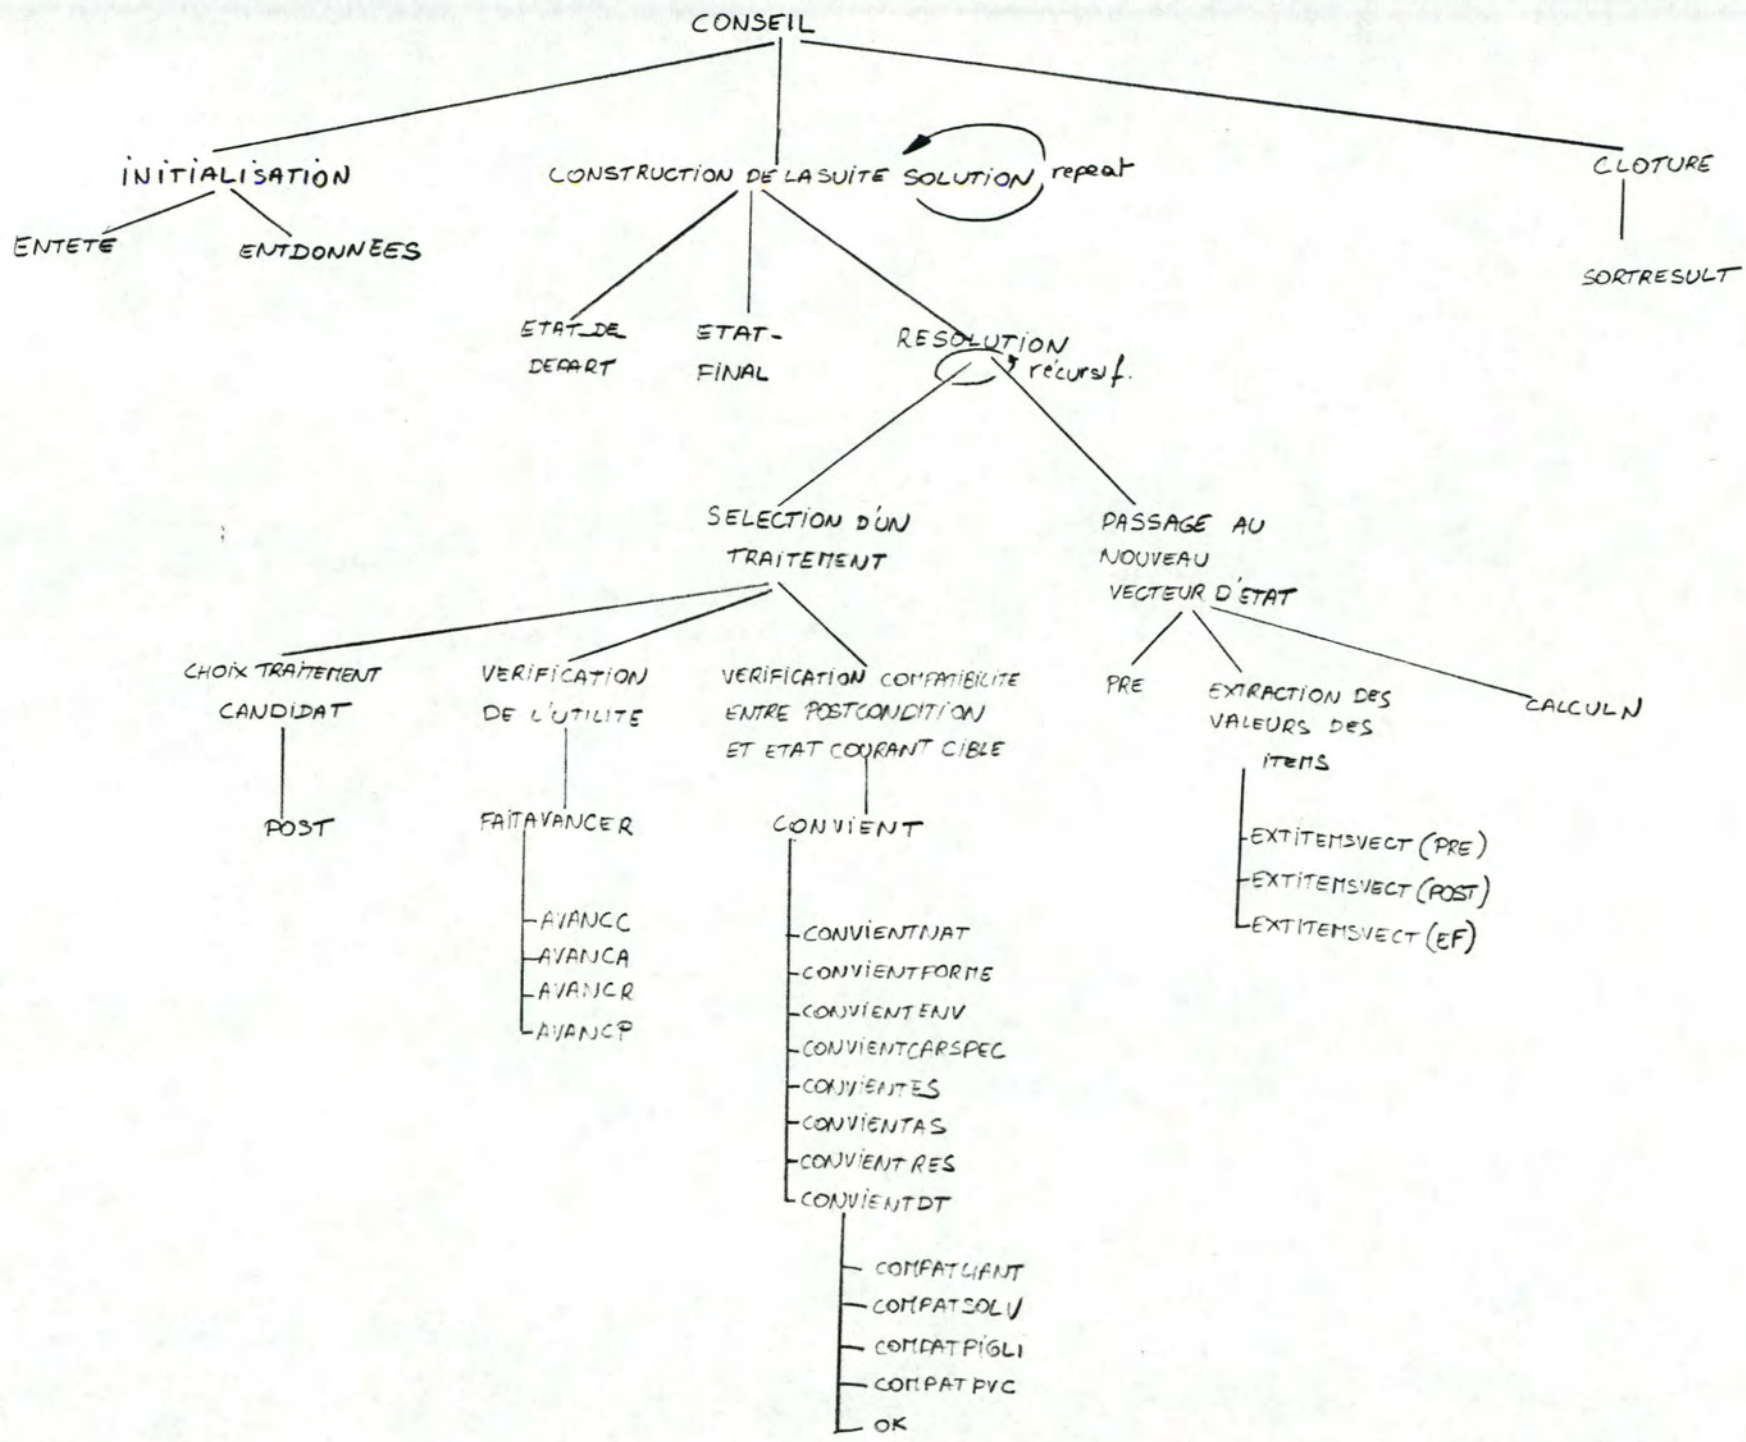 CONSEIL
INITIALISATION
CONSTRUCTION DE LA SUITE SOLUTION
repeat
CLOTURE
ENTETE
ENTDONNEES
SORTRESULT
ETAT_DE
DEPART
ETAT-
FINAL
RESOLUTION
récursif.
SELECTION D'UN
TRAITEMENT
PASSAGE AU
NOUVEAU
VECTEUR D'ETAT
CHOIX TRAITEMENT
CANDIDAT
VERIFICATION
DE L'UTILITE
VERIFICATION COMPATIBILITE
ENTRE POSTCONDITION
ET ETAT COURANT CIBLE
PRE
EXTRACTION DES
VALEURS DES
ITEMS
CALCULN
POST
FAITAVANCER
CONVIENT
AVANCC
AVANCA
AVANCR
AVANCP
CONVIENTNAT
CONVIENTFORME
CONVIENTENV
CONVIENTCARSPEC
CONVIENTES
CONVIENTAS
CONVIENTRES
CONVIENTDT
EXTITEMSVECT (PRE)
EXTITEMSVECT (POST)
EXTITEMSVECT (EF)
COMPATLIANT
COMPATSOLV
COMPATPIGLI
COMPATPVC
OK